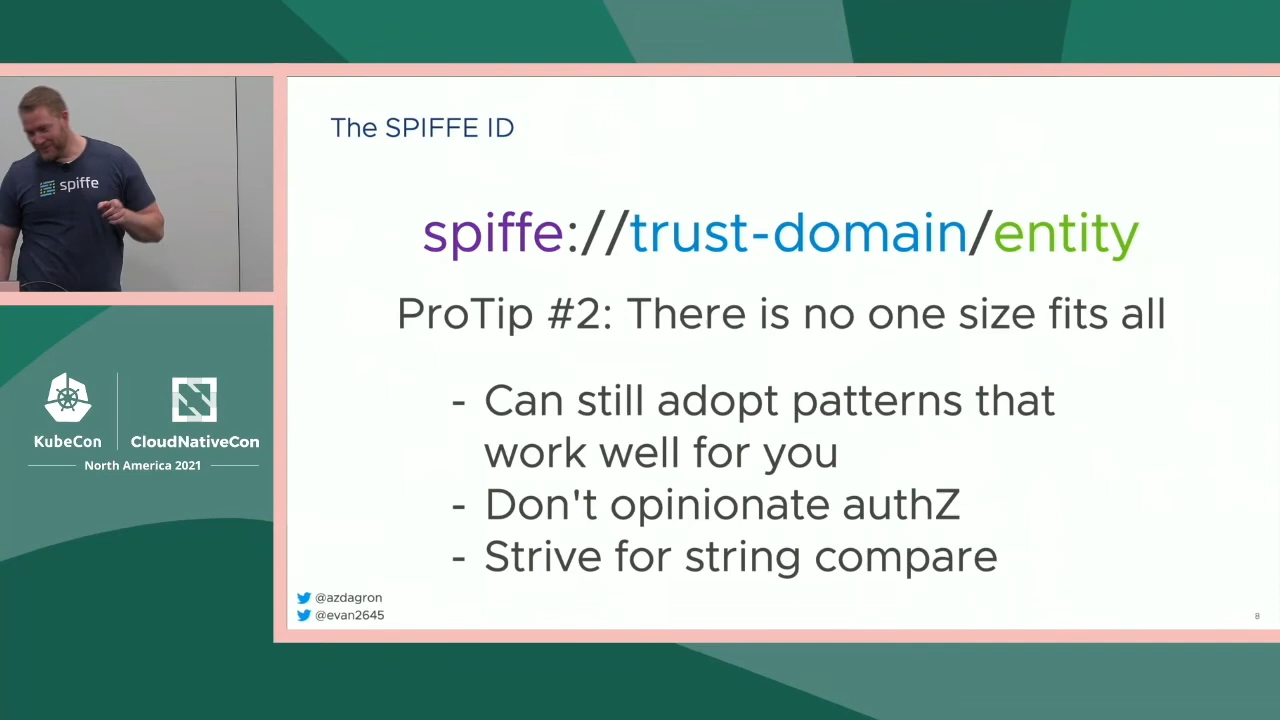 The SPIFFE ID
spiffe://trust-domain/entity
ProTip #2: There is no one size fits all
- Can still adopt patterns that
work well for you
- Don't opinionate authZ
- Strive for string compare
@azdagron
@evan2645
8
spiffe
KubeCon
CloudNativeCon
North America 2021